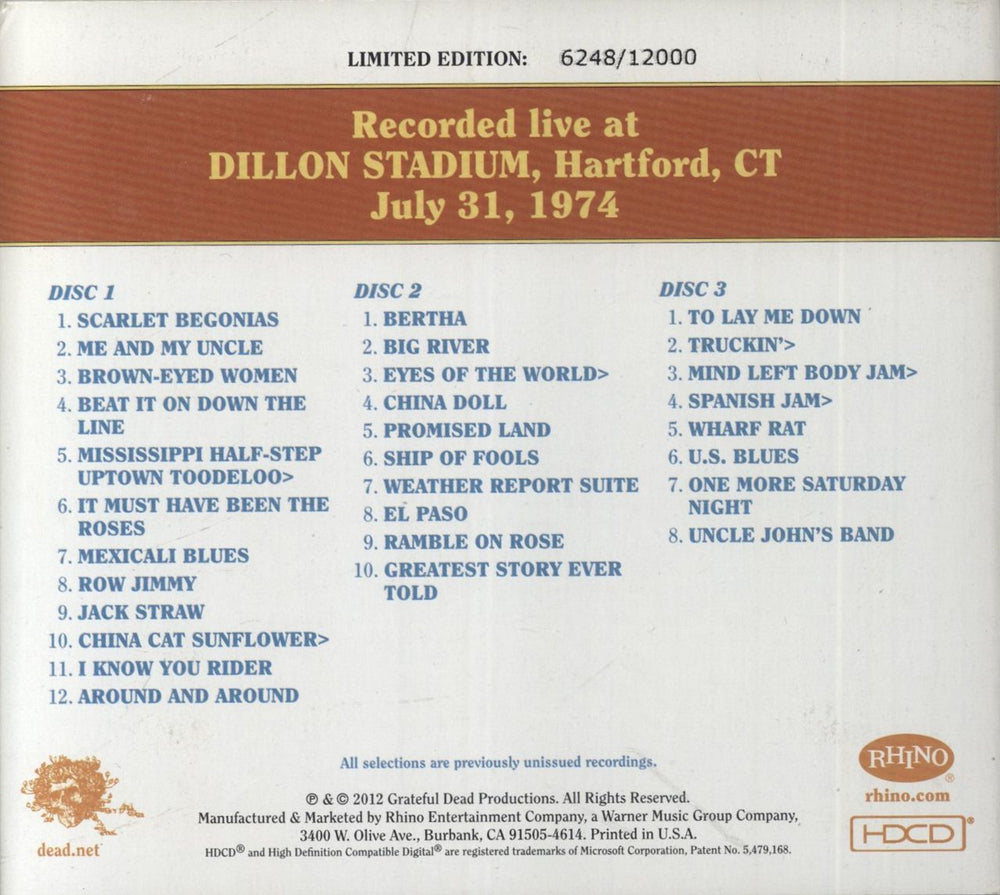 LIMITED EDITION: 6248/12000
Recorded live at
DILLON STADIUM, Hartford, CT
July 31, 1974
DISC 1
1. SCARLET BEGONIAS
2. ME AND MY UNCLE
3. BROWN-EYED WOMEN
4. BEAT IT ON DOWN THE
LINE
5. MISSISSIPPI HALF-STEP
UPTOWN TOODELOO>
6. IT MUST HAVE BEEN THE
ROSES
7. MEXICALI BLUES
8. ROW JIMMY
9. JACK STRAW
10. CHINA CAT SUNFLOWER>
11. I KNOW YOU RIDER
12. AROUND AND AROUND
DISC 2
1. BERTHA
2. BIG RIVER
3. EYES OF THE WORLD>
4. CHINA DOLL
5. PROMISED LAND
6. SHIP OF FOOLS
7. WEATHER REPORT SUITE
8. EL PASO
9. RAMBLE ON ROSE
10. GREATEST STORY EVER
TOLD
DISC 3
1. TO LAY ME DOWN
2. TRUCKIN'>
3. MIND LEFT BODY JAM>
4. SPANISH JAM>
5. WHARF RAT
6. U.S. BLUES
7. ONE MORE SATURDAY
NIGHT
8. UNCLE JOHN'S BAND
All selections are previously unissued recordings.
℗ & © 2012 Grateful Dead Productions. All Rights Reserved.
Manufactured & Marketed by Rhino Entertainment Company, a Warner Music Group Company,
3400 W. Olive Ave., Burbank, CA 91505-4614. Printed in U.S.A.
HDCD® and High Definition Compatible Digital® are registered trademarks of Microsoft Corporation, Patent No. 5,479,168.
dead.net
RHINO®
rhino.com
HDCD®